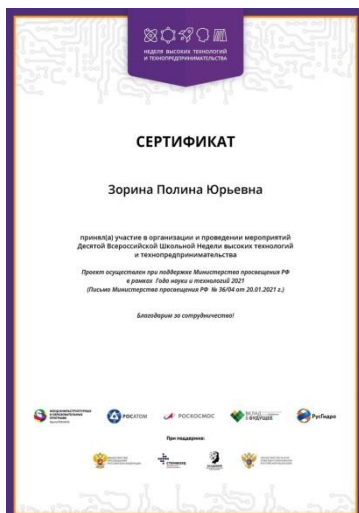 НЕДЕЛЯ ВЫСОКИХ ТЕХНОЛОГИЙ
И ТЕХНОПРЕДПРИНИМАТЕЛЬСТВА
СЕРТИФИКАТ
Зорина Полина Юрьевна
принял(а) участие в организации и проведении мероприятий
Десятой Всероссийской Школьной Недели высоких технологий
и технопредпринимательства
Проект осуществлен при поддержке Министерства просвещения РФ
в рамках Года науки и технологий 2021
(Письмо Министерства просвещения РФ № 36/04 от 20.01.2021 г.)
Благодарим за сотрудничество!
РОСАТОМ
РОСКОСМОС
ВКЛАД
В БУДУЩЕЕ
РусГидро
При поддержке: